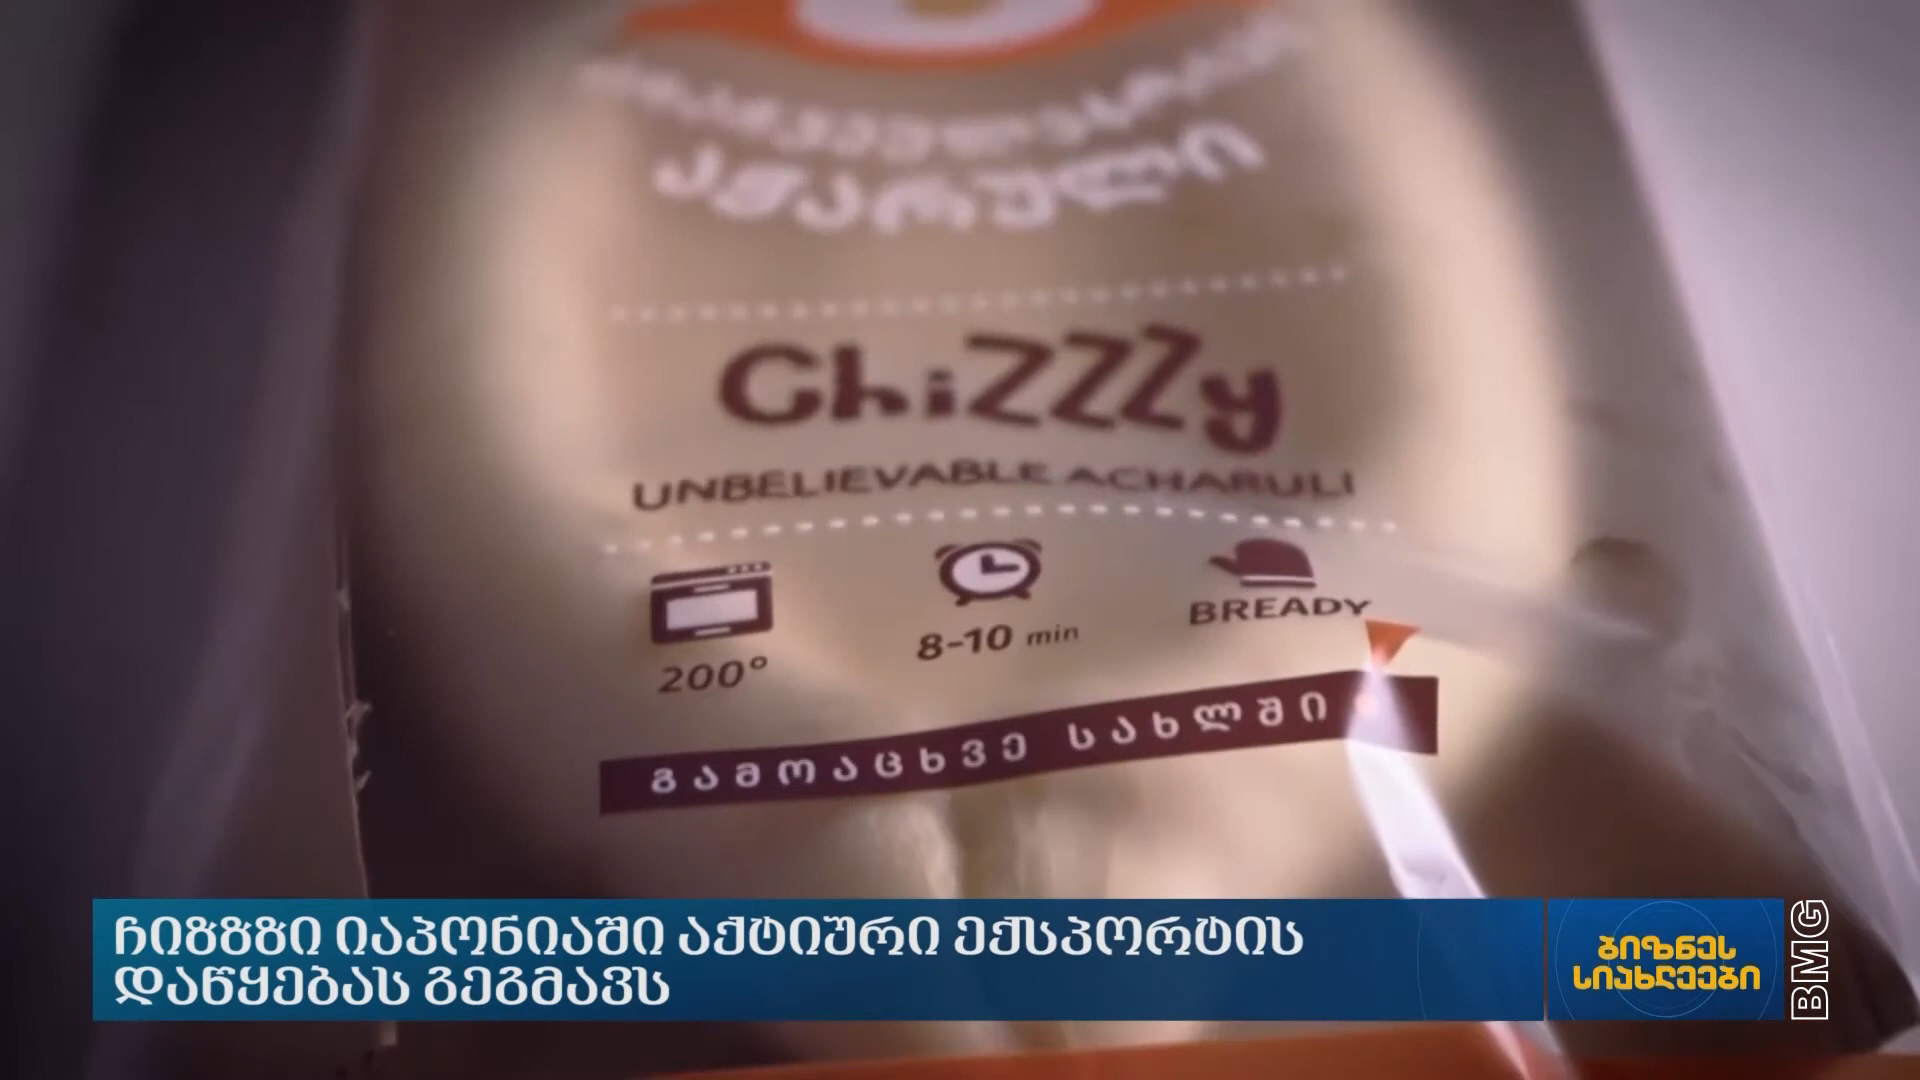 აჭარული
ChiZZZy
UNBELIEVABLE ACHARULI
200°
8-10 min
BREADY
გამოაცხვე სახლში
ჩიზზზი იაპონიაში აქტიური ექსპორტის
დაწყებას გეგმავს
ბიზნეს
სიახლეები
BMG